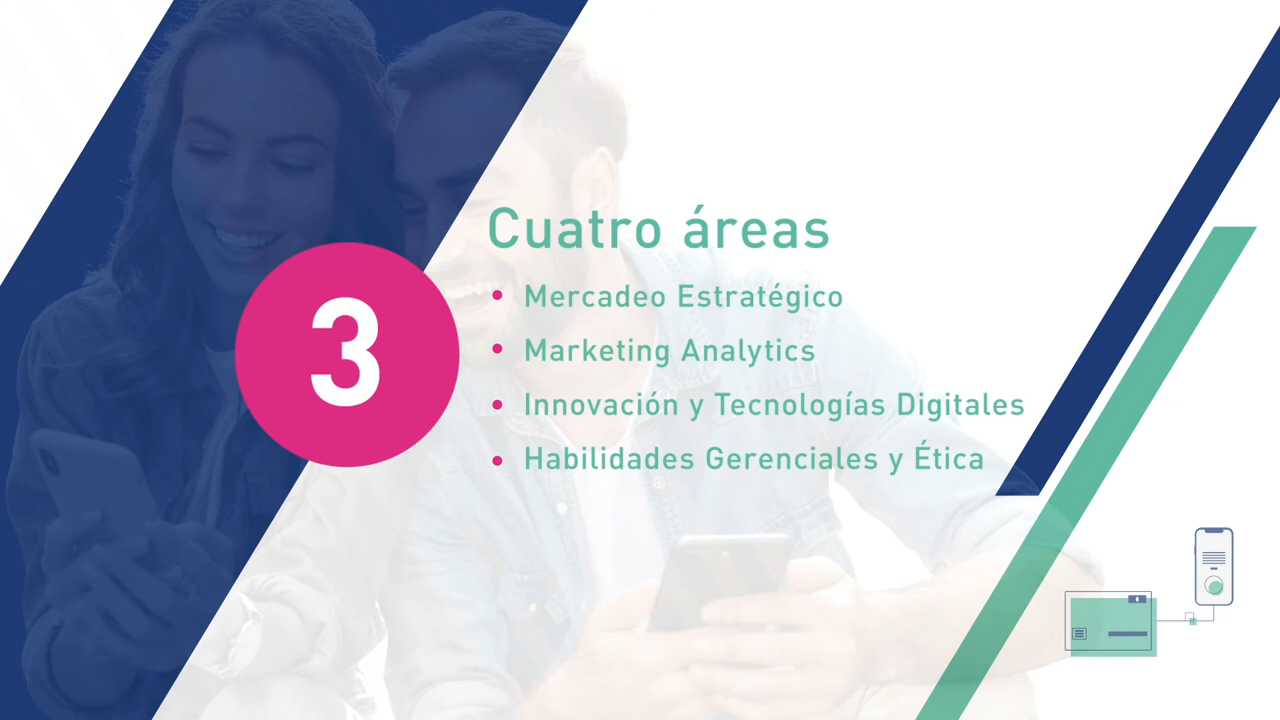 3
Cuatro áreas
• Mercadeo Estratégico
• Marketing Analytics
• Innovación y Tecnologías Digitales
• Habilidades Gerenciales y Ética